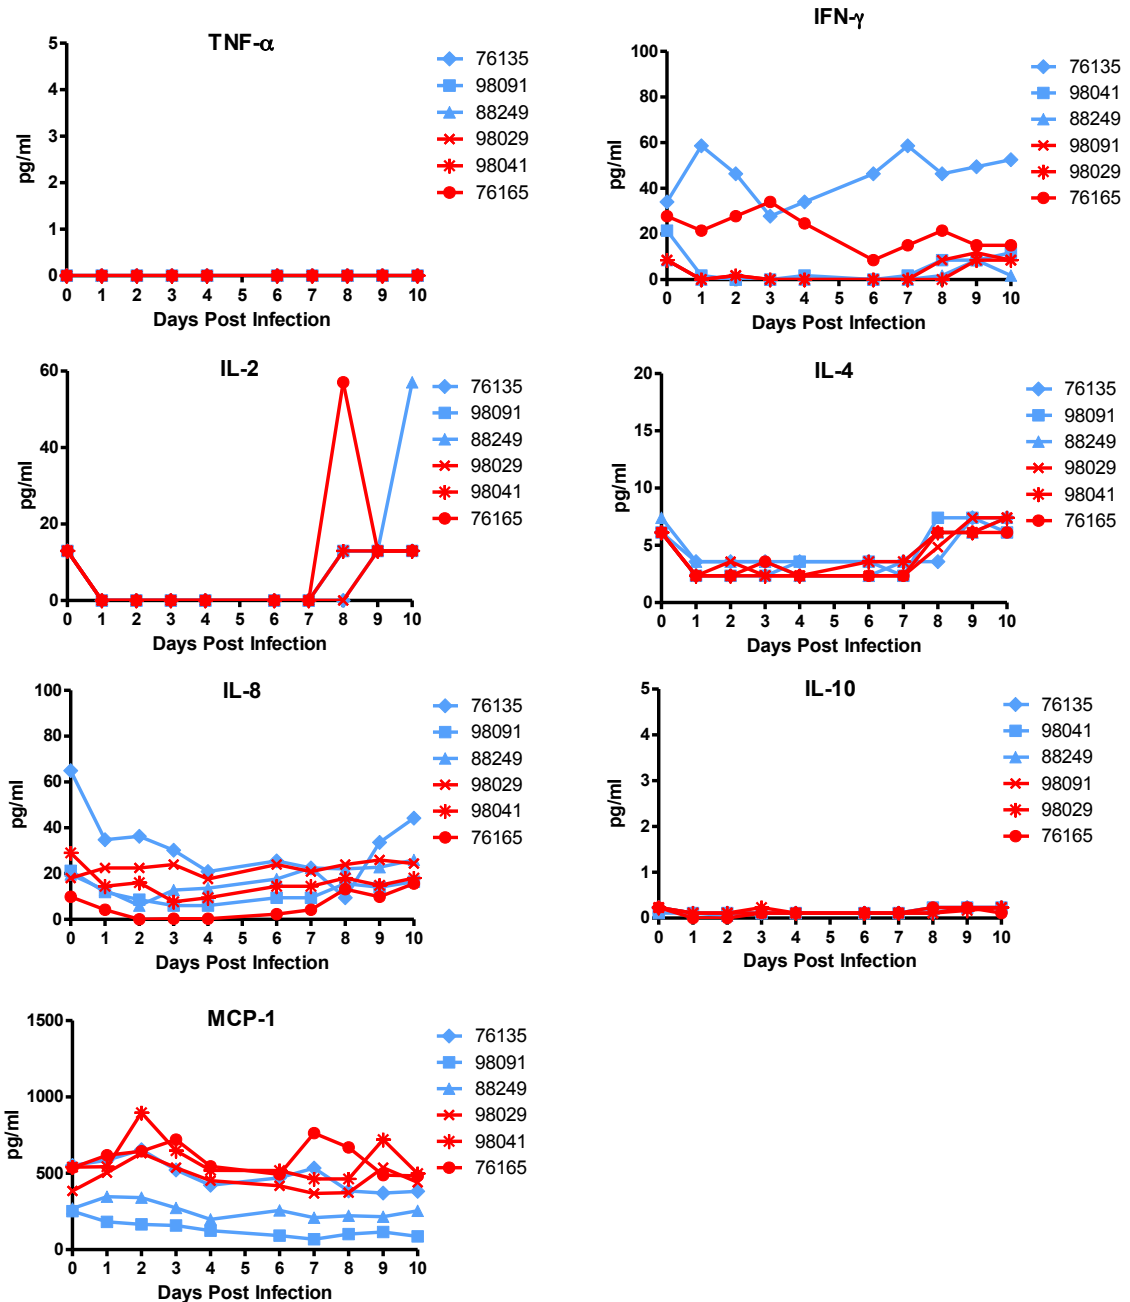 TNF-α
pg/ml
5
4
3
2
1
0
0 1 2 3 4 5 6 7 8 9 10
Days Post Infection
76135
98091
88249
98029
98041
76165
IFN-γ
pg/ml
100
80
60
40
20
0
0 1 2 3 4 5 6 7 8 9 10
Days Post Infection
76135
98041
88249
98091
98029
76165
IL-2
pg/ml
60
40
20
0
0 1 2 3 4 5 6 7 8 9 10
Days Post Infection
76135
98091
88249
98029
98041
76165
IL-4
pg/ml
20
15
10
5
0
0 1 2 3 4 5 6 7 8 9 10
Days Post Infection
76135
98091
88249
98029
98041
76165
IL-8
pg/ml
100
80
60
40
20
0
0 1 2 3 4 5 6 7 8 9 10
Days Post Infection
76135
98091
88249
98029
98041
76165
IL-10
pg/ml
5
4
3
2
1
0
0 1 2 3 4 5 6 7 8 9 10
Days Post Infection
76135
98041
88249
98091
98029
76165
MCP-1
pg/ml
1500
1000
500
0
0 1 2 3 4 5 6 7 8 9 10
Days Post Infection
76135
98091
88249
98029
98041
76165